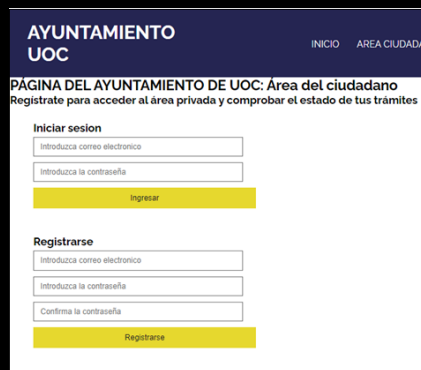 AYUNTAMIENTO
UOC
INICIO AREA CIUDADA
PÁGINA DEL AYUNTAMIENTO DE UOC: Área del ciudadano
Regístrate para acceder al área privada y comprobar el estado de tus trámites
Iniciar sesion
Introduzca correo electronico
Introduzca la contraseña
Ingresar
Registrarse
Introduzca correo electronico
Introduzca la contraseña
Confirma la contraseña
Registrarse